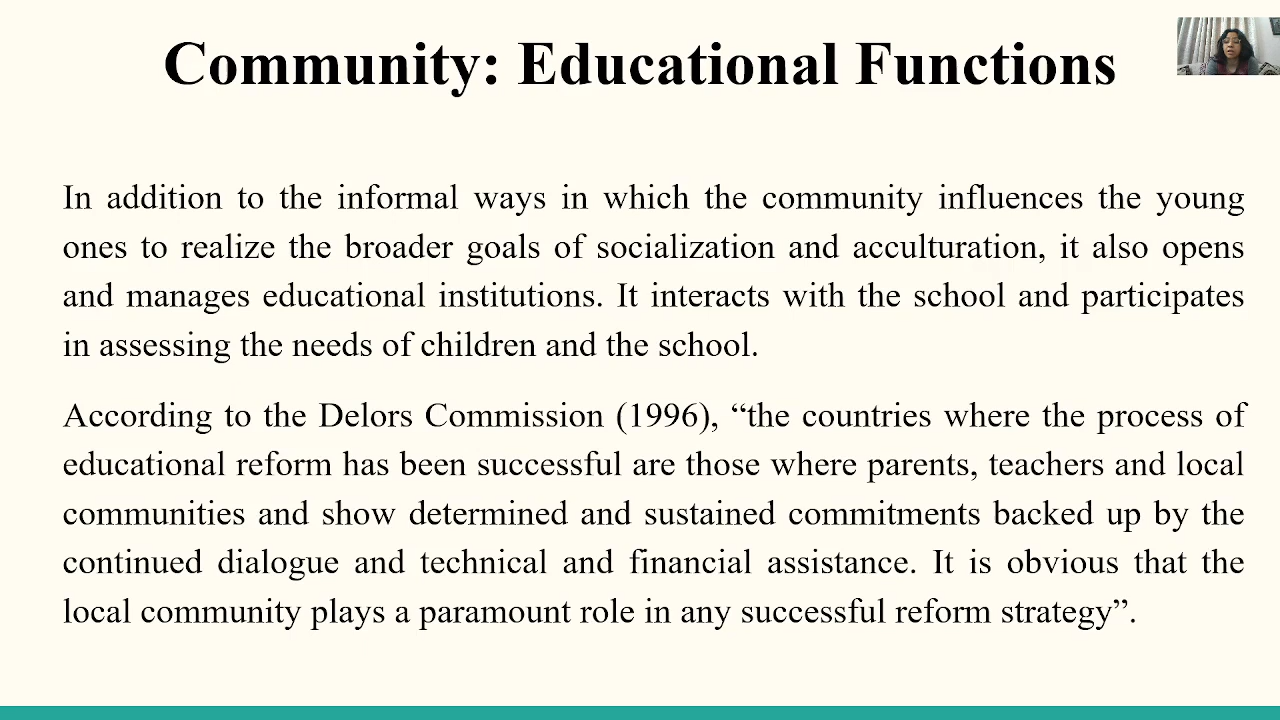 Community: Educational Functions
In addition to the informal ways in which the community influences the young
ones to realize the broader goals of socialization and acculturation, it also opens
and manages educational institutions. It interacts with the school and participates
in assessing the needs of children and the school.
According to the Delors Commission (1996), “the countries where the process of
educational reform has been successful are those where parents, teachers and local
communities and show determined and sustained commitments backed up by the
continued dialogue and technical and financial assistance. It is obvious that the
local community plays a paramount role in any successful reform strategy”.